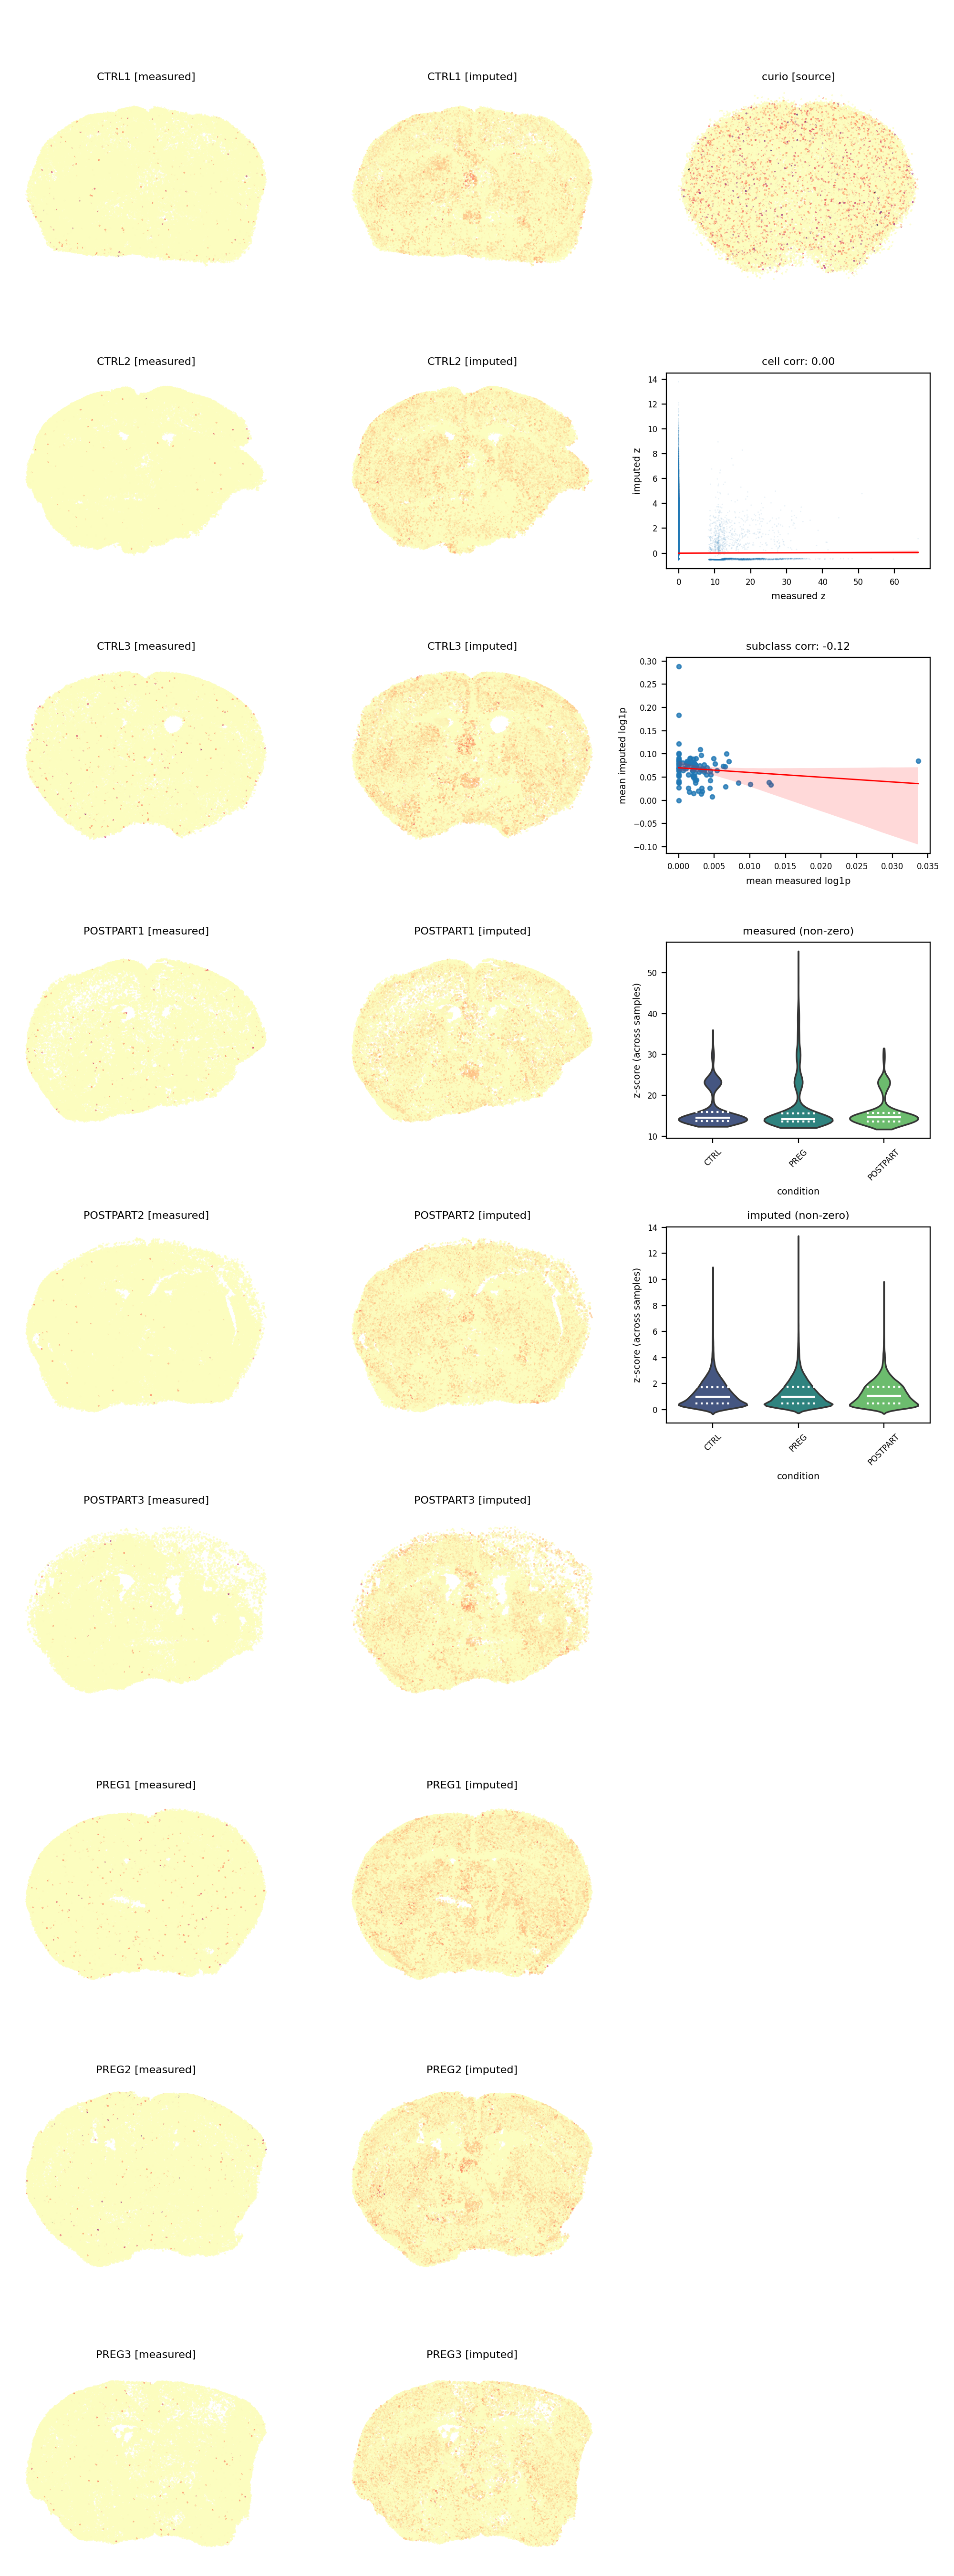 CTRL1 [measured]
CTRL1 [imputed]
curio [source]
CTRL2 [measured]
CTRL2 [imputed]
cell corr: 0.00
14
12
10
8
6
4
2
0
imputed z
0
10
20
30
40
50
60
measured z
CTRL3 [measured]
CTRL3 [imputed]
subclass corr: -0.12
0.30
0.25
0.20
0.15
0.10
0.05
0.00
−0.05
−0.10
mean imputed log1p
0.000
0.005
0.010
0.015
0.020
0.025
0.030
0.035
mean measured log1p
POSTPART1 [measured]
POSTPART1 [imputed]
measured (non-zero)
50
40
30
20
10
z-score (across samples)
CTRL
PREG
POSTPART
condition
POSTPART2 [measured]
POSTPART2 [imputed]
imputed (non-zero)
14
12
10
8
6
4
2
0
z-score (across samples)
CTRL
PREG
POSTPART
condition
POSTPART3 [measured]
POSTPART3 [imputed]
PREG1 [measured]
PREG1 [imputed]
PREG2 [measured]
PREG2 [imputed]
PREG3 [measured]
PREG3 [imputed]